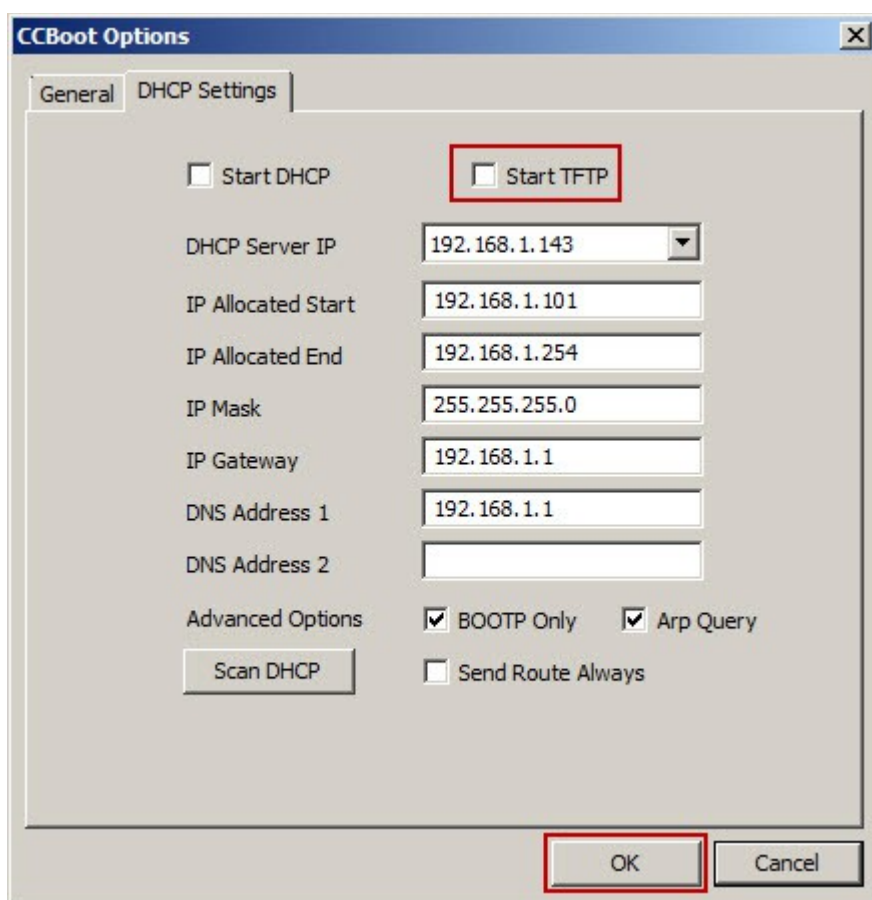 CCBoot Options
General DHCP Settings
Start DHCP Start TFTP
DHCP Server IP 192.168.1.143
IP Allocated Start 192.168.1.101
IP Allocated End 192.168.1.254
IP Mask 255.255.255.0
IP Gateway 192.168.1.1
DNS Address 1 192.168.1.1
DNS Address 2
Advanced Options BOOTP Only Arp Query
Scan DHCP Send Route Always
OK Cancel